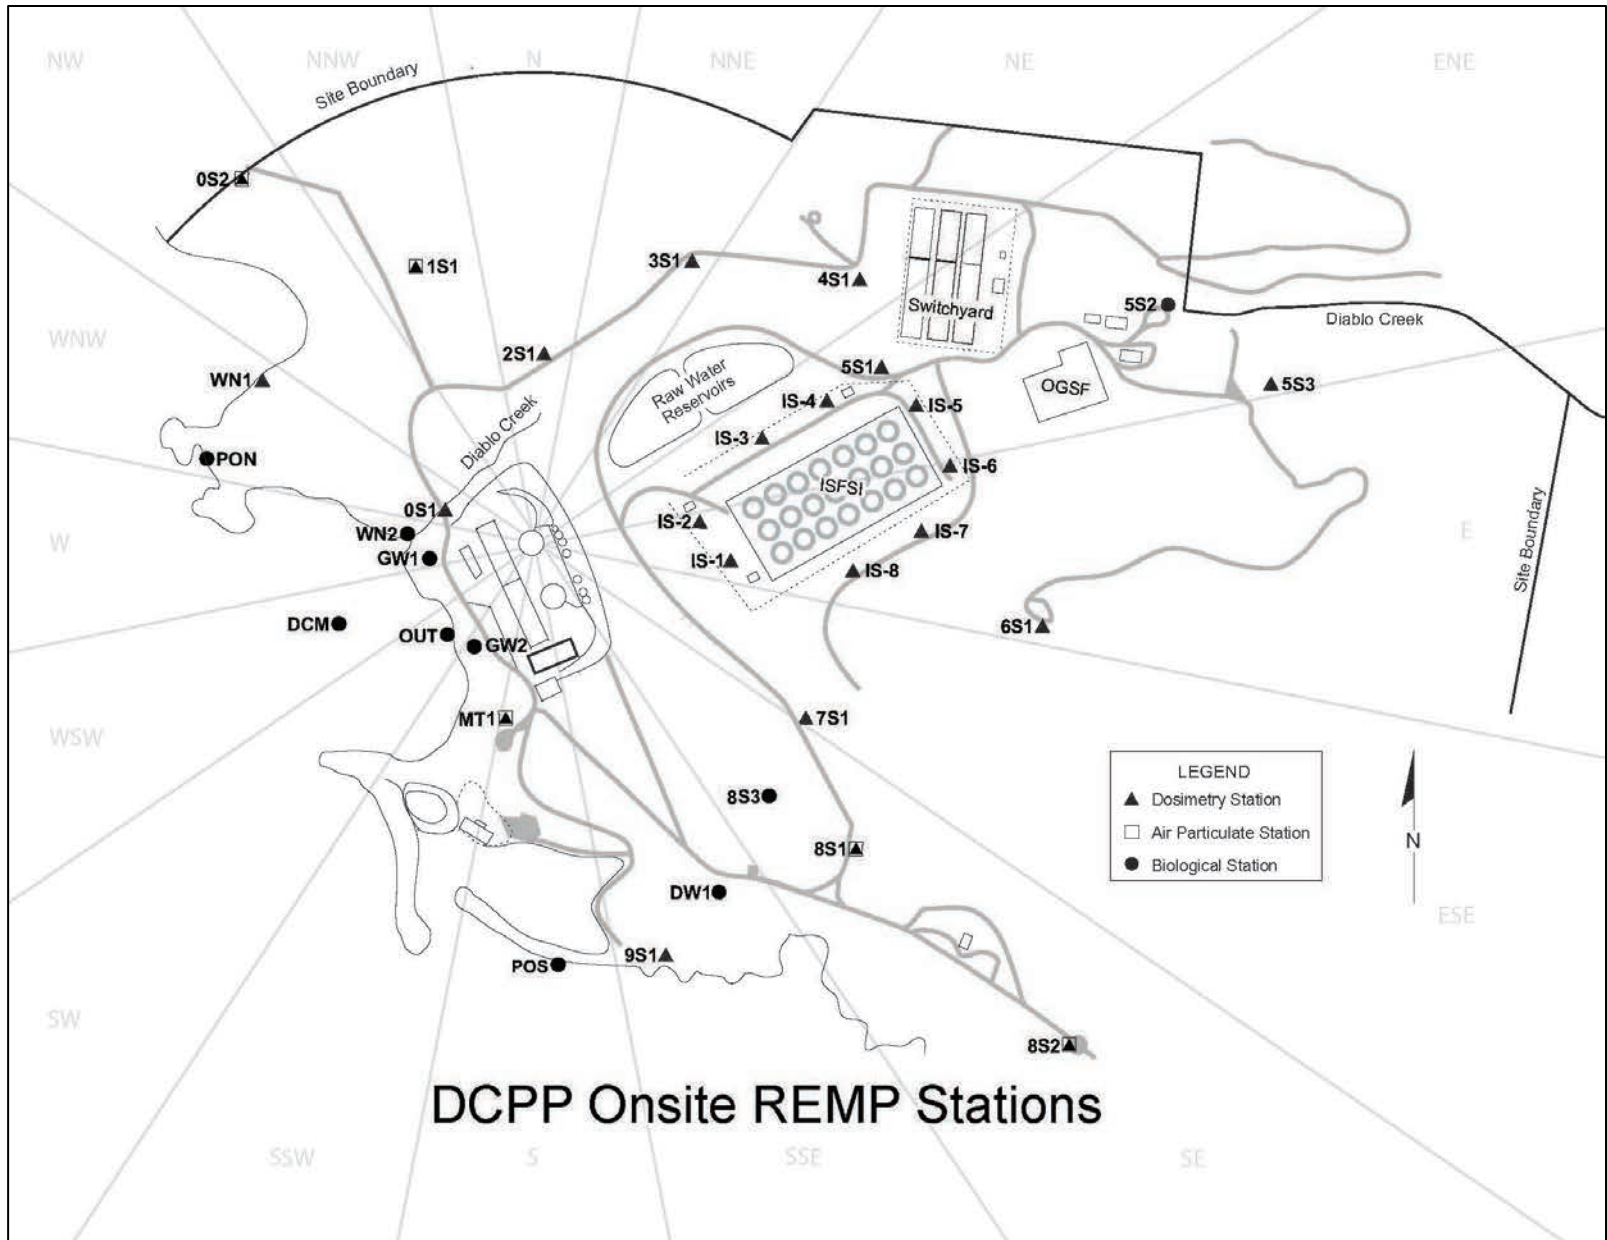 NW
NNW
N
NNE
NE
ENE
Site Boundary
0S2
1S1
3S1
4S1
Switchyard
5S2
Diablo Creek
WNW
2S1
WN1
5S1
5S3
OGSF
Raw Water
Reservoirs
IS-4
IS-5
Diablo Creek
IS-3
PON
IS-6
ISFSI
0S1
IS-2
WN2
IS-7
W
E
GW1
IS-1
IS-8
Site Boundary
DCM
OUT
GW2
6S1
MT1
7S1
WSW
LEGEND
Dosimetry Station
Air Particulate Station
Biological Station
N
8S3
8S1
DW1
ESE
9S1
POS
SW
8S2
DCPP Onsite REMP Stations
SSW
S
SSE
SE